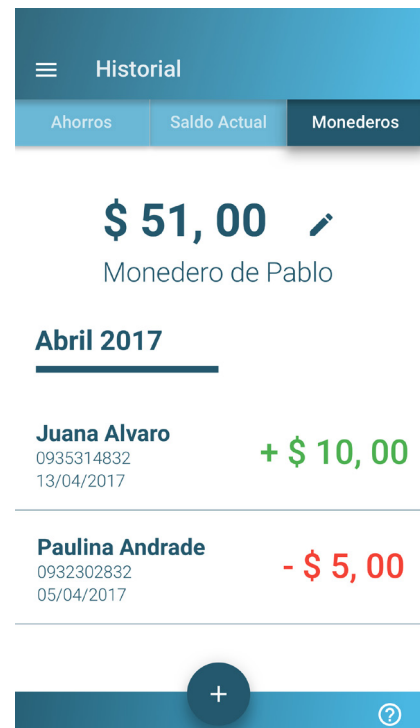 Historial
Ahorros Saldo Actual Monederos
$ 51, 00
Monedero de Pablo
Abril 2017
Juana Alvaro
0935314832
13/04/2017
+ $ 10, 00
Paulina Andrade
0932302832
05/04/2017
- $ 5, 00
+
?